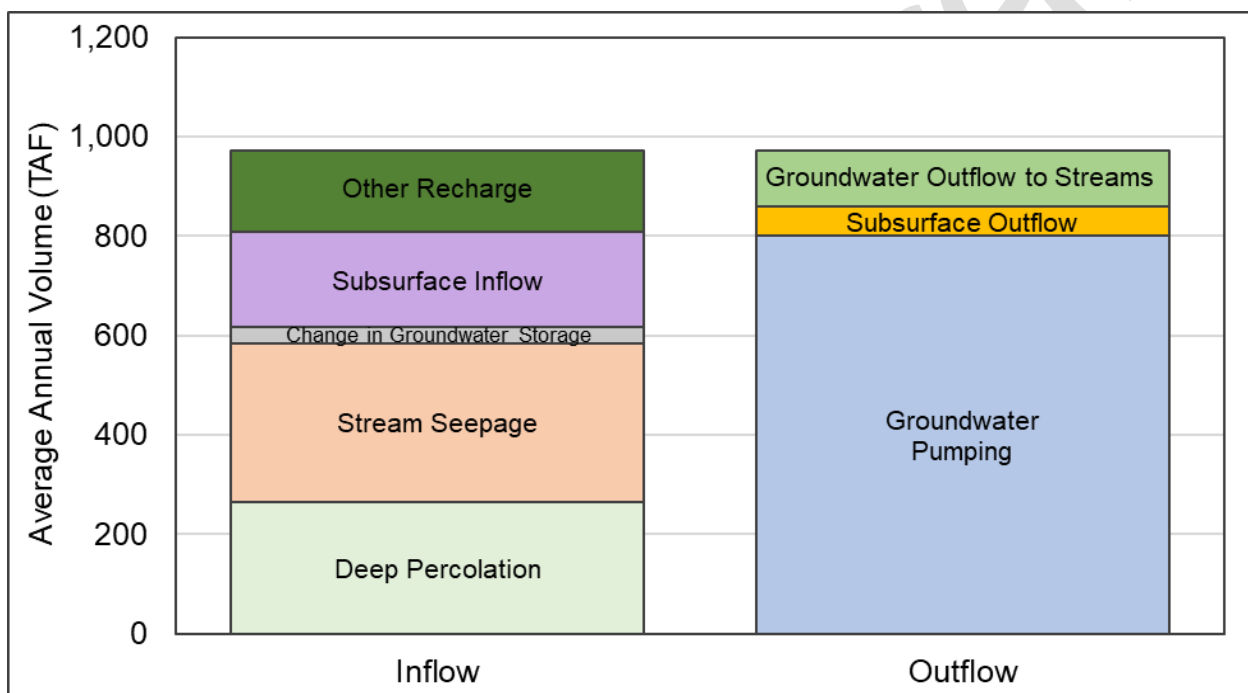 1,200
1,000
800
600
400
200
0
Average Annual Volume (TAF)
Other Recharge
Subsurface Inflow
Change in Groundwater Storage
Stream Seepage
Deep Percolation
Groundwater Outflow to Streams
Subsurface Outflow
Groundwater
Pumping
Inflow
Outflow